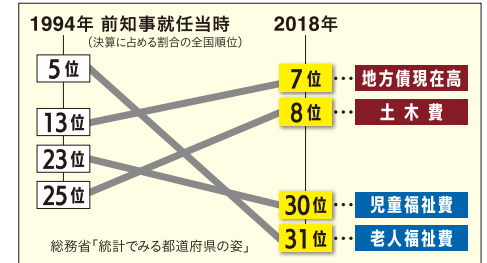 1994年 前知事就任当時 2018年
(決算に占める割合の全国順位)
5位
7位 … 地方債現在高
13位
8位 … 土木費
23位
25位
30位 … 児童福祉費
31位 … 老人福祉費
総務省「統計でみる都道府県の姿」